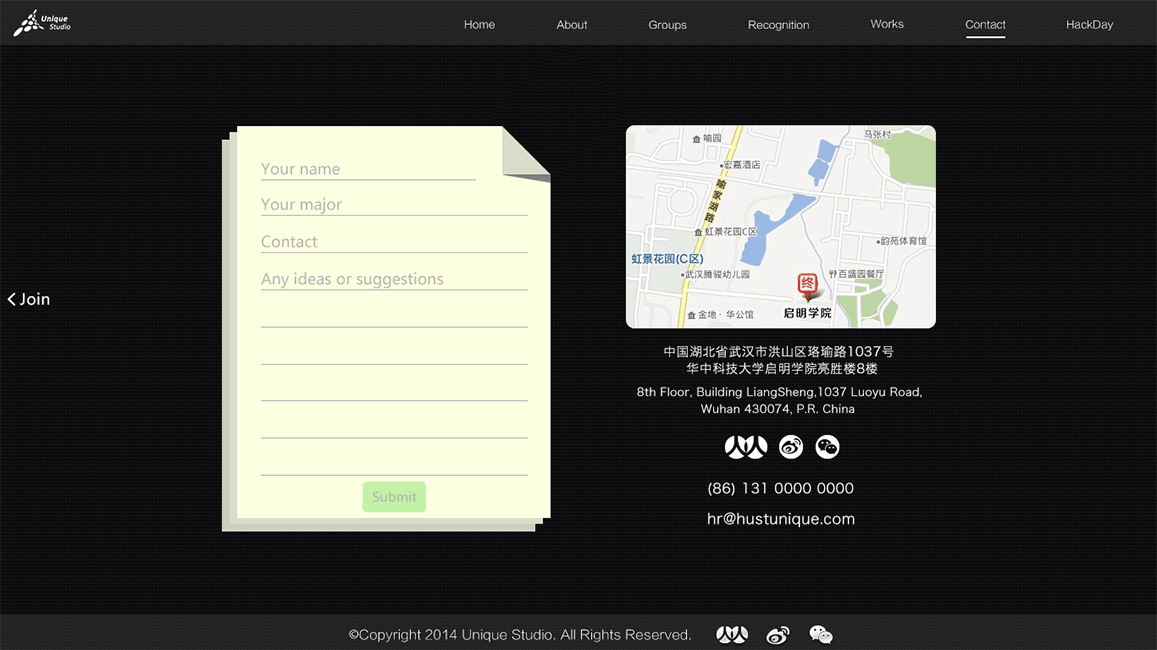 Unique
Studio
Home
About
Groups
Recognition
Works
Contact
HackDay
Join
Your name
Your major
Contact
Any ideas or suggestions
Submit
喻园
马张村
宏嘉酒店
喻家湖路
虹景花园C区
韵苑体育馆
虹景花园(C区)
武汉腾骏幼儿园
百盛园餐厅
终
金地·华公馆
启明学院
中国湖北省武汉市洪山区珞瑜路1037号
华中科技大学启明学院亮胜楼8楼
8th Floor, Building LiangSheng,1037 Luoyu Road,
Wuhan 430074, P.R. China
(86) 131 0000 0000
hr@hustunique.com
©Copyright 2014 Unique Studio. All Rights Reserved.